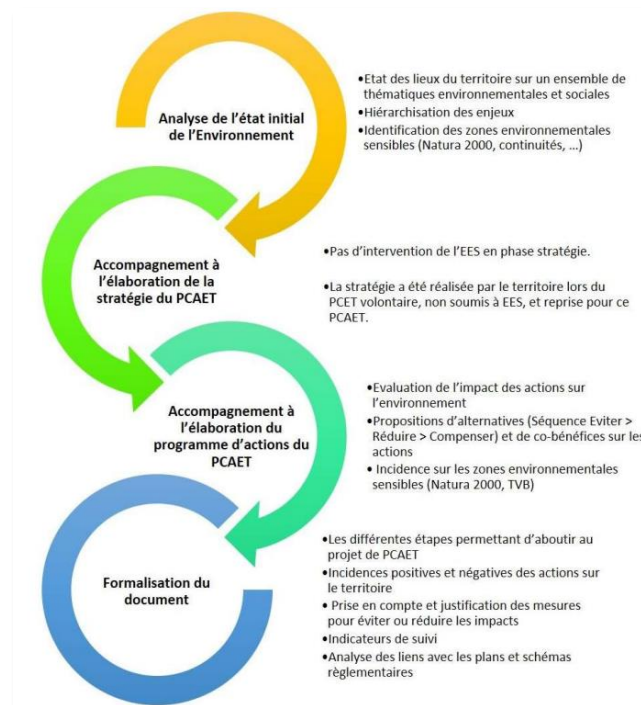 Analyse de l'état initial
de l'Environnement
•Etat des lieux du territoire sur un ensemble de
thématiques environnementales et sociales
•Hiérarchisation des enjeux
•Identification des zones environnementales
sensibles (Natura 2000, continuités, ...)
Accompagnement à
l'élaboration de la
stratégie du PCAET
•Pas d'intervention de l'EES en phase stratégie.
•La stratégie a été réalisée par le territoire lors du
PCET volontaire, non soumis à EES, et reprise pour ce
PCAET.
Accompagnement à
l'élaboration du
programme d'actions du
PCAET
•Evaluation de l'impact des actions sur
l'environnement
•Propositions d'alternatives (Séquence Eviter >
Réduire > Compenser) et de co-bénéfices sur les
actions
• Incidence sur les zones environnementales
sensibles (Natura 2000, TVB)
Formalisation du
document
•Les différentes étapes permettant d'aboutir au
projet de PCAET
•Incidences positives et négatives des actions sur
le territoire
• Prise en compte et justification des mesures
pour éviter ou réduire les impacts
•Indicateurs de suivi
•Analyse des liens avec les plans et schémas
règlementaires